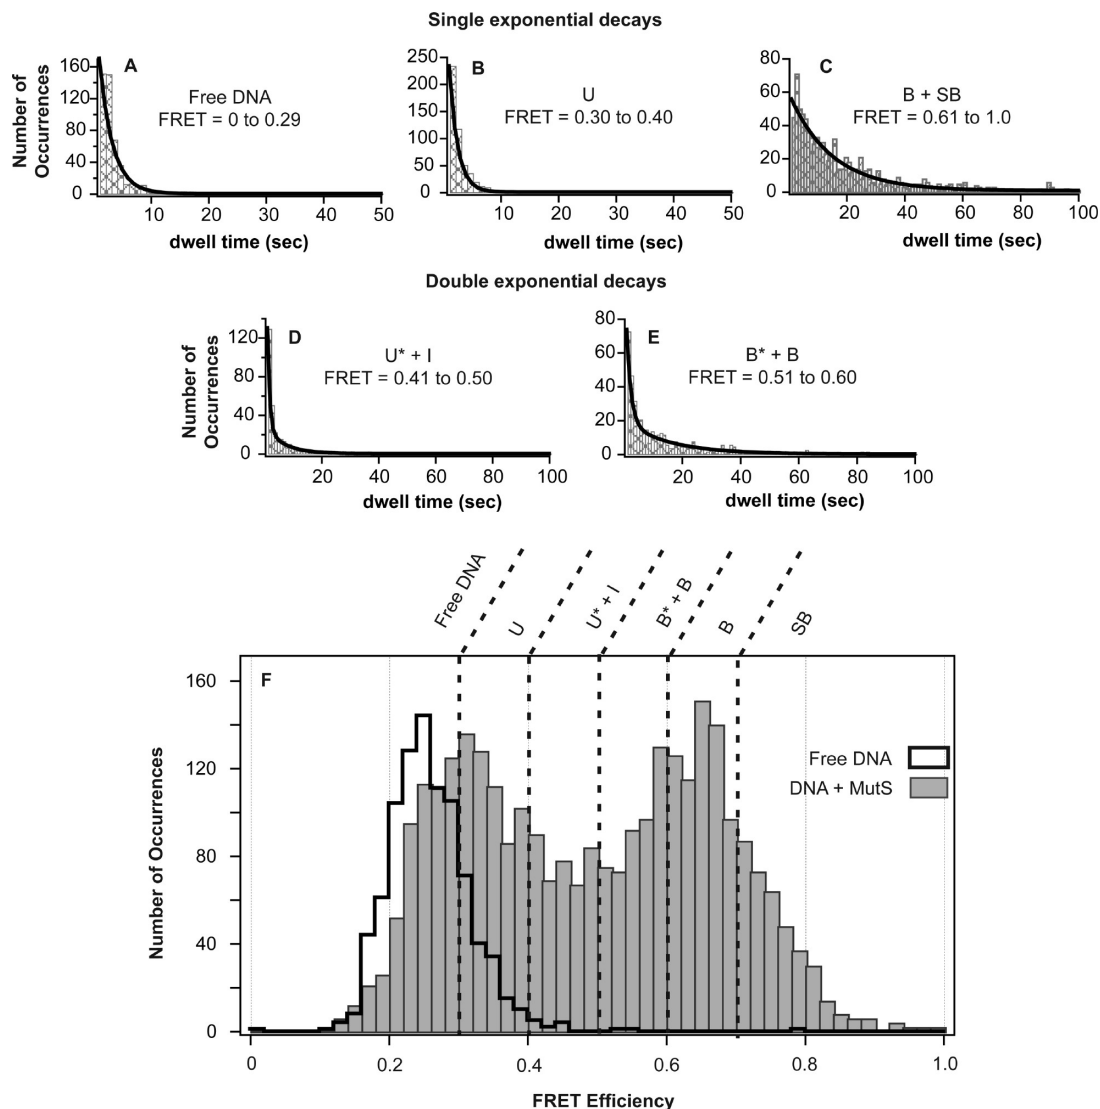 Single exponential decays
Number of
Occurrences
160
120
80
40
0
A
Free DNA
FRET = 0 to 0.29
10
20
30
40
50
dwell time (sec)
250
200
150
100
50
0
B
U
FRET = 0.30 to 0.40
10
20
30
40
50
dwell time (sec)
80
60
40
20
0
C
B + SB
FRET = 0.61 to 1.0
20
40
60
80
100
dwell time (sec)
Double exponential decays
Number of
Occurrences
120
80
40
0
D
U* + I
FRET = 0.41 to 0.50
20
40
60
80
100
dwell time (sec)
80
60
40
20
0
E
B* + B
FRET = 0.51 to 0.60
20
40
60
80
100
dwell time (sec)
Free DNA
U
U* + I
B* + B
B
SB
F
Number of Occurrences
160
120
80
40
0
Free DNA
DNA + MutS
0
0.2
0.4
0.6
0.8
1.0
FRET Efficiency